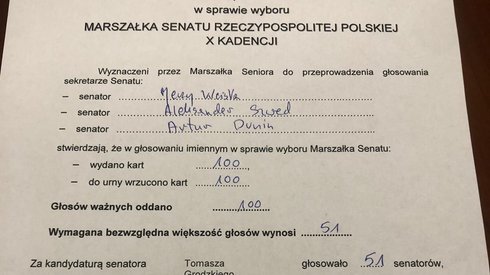 w sprawie wyboru
MARSZAŁKA SENATU RZECZYPOSPOLITEJ POLSKIEJ
X KADENCJI
Wyznaczeni przez Marszałka Seniora do przeprowadzenia głosowania
sekretarze Senatu:
– senator Jerzy
– senator Aleksander Szwed
– senator Artur Dunin
stwierdzają, że w głosowaniu imiennym w sprawie wyboru Marszałka Senatu:
– wydano kart 100,
– do urny wrzucono kart 100
Głosów ważnych oddano 100
Wymagana bezwzględna większość głosów wynosi 51
Za kandydaturą senatora Tomasza głosowało 51 senatorów,
Grodzkiego